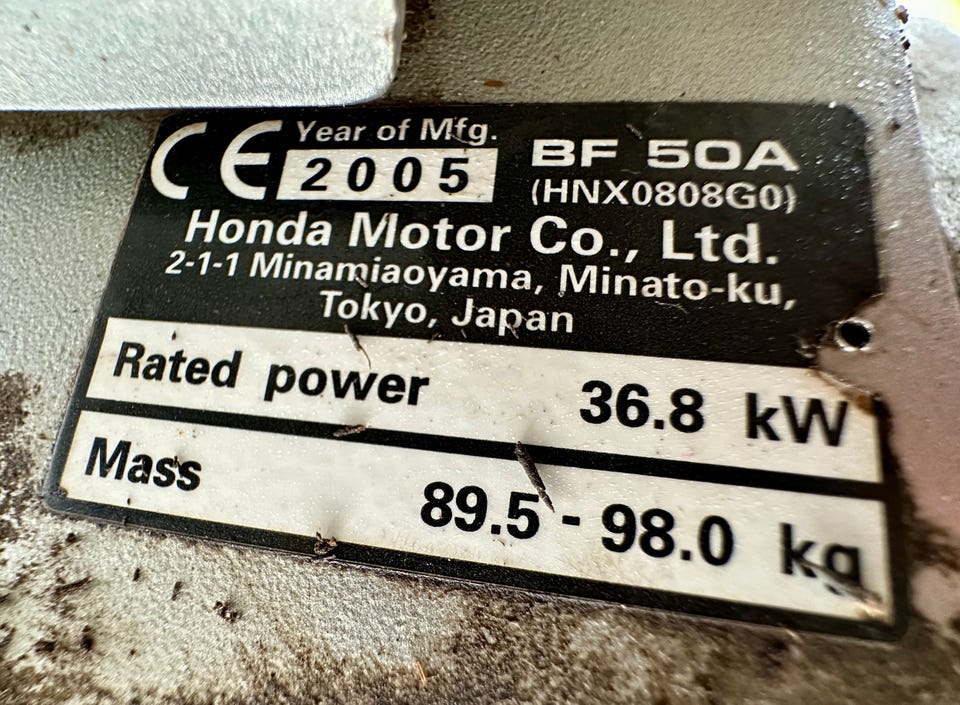 CE Year of Mfg. BF 50A
2005 (HNX0808G0)
Honda Motor Co., Ltd.
2-1-1 Minamiaoyama, Minato-ku,
Tokyo, Japan
Rated power 36.8 kW
Mass 89.5 - 98.0 kg